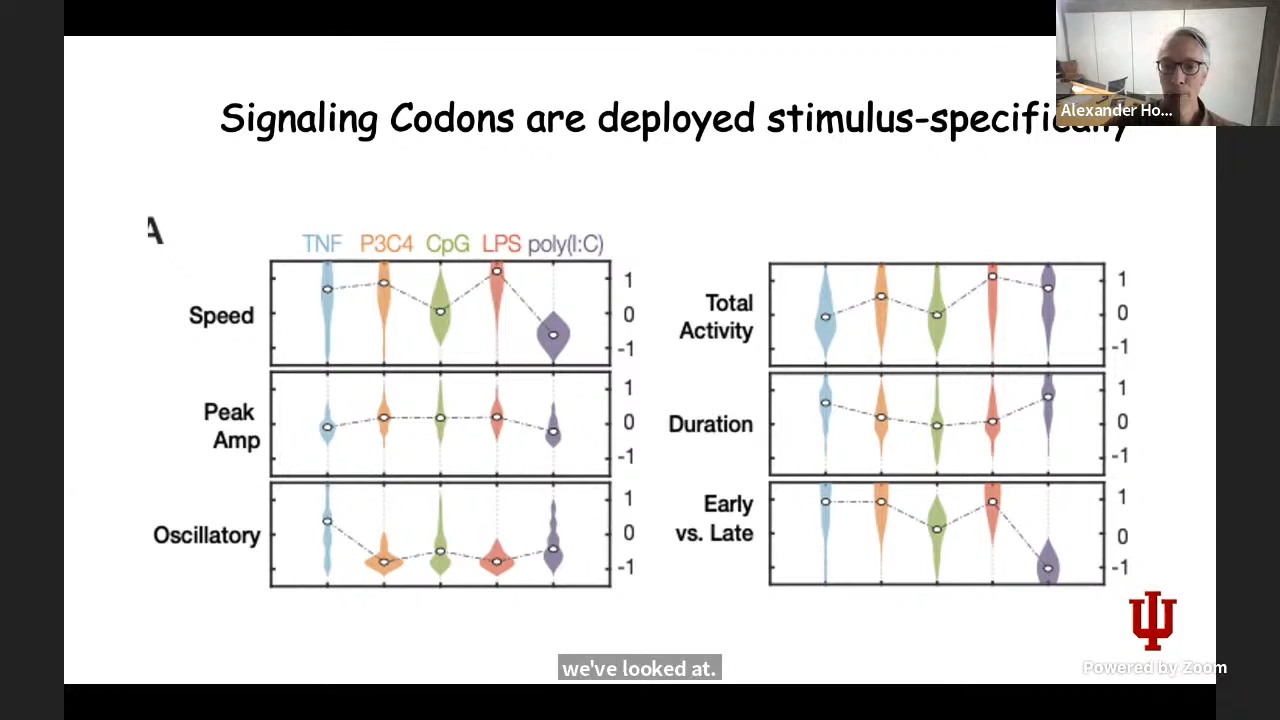 Signaling Codons are deployed stimulus-specifically
Alexander Ho...
A
TNF P3C4 CpG LPS poly(I:C)
Speed
1
0
-1
Peak
Amp
1
0
-1
Oscillatory
1
0
-1
Total
Activity
1
0
-1
Duration
1
0
-1
Early
vs. Late
1
0
-1
we've looked at.
Powered by Zoom